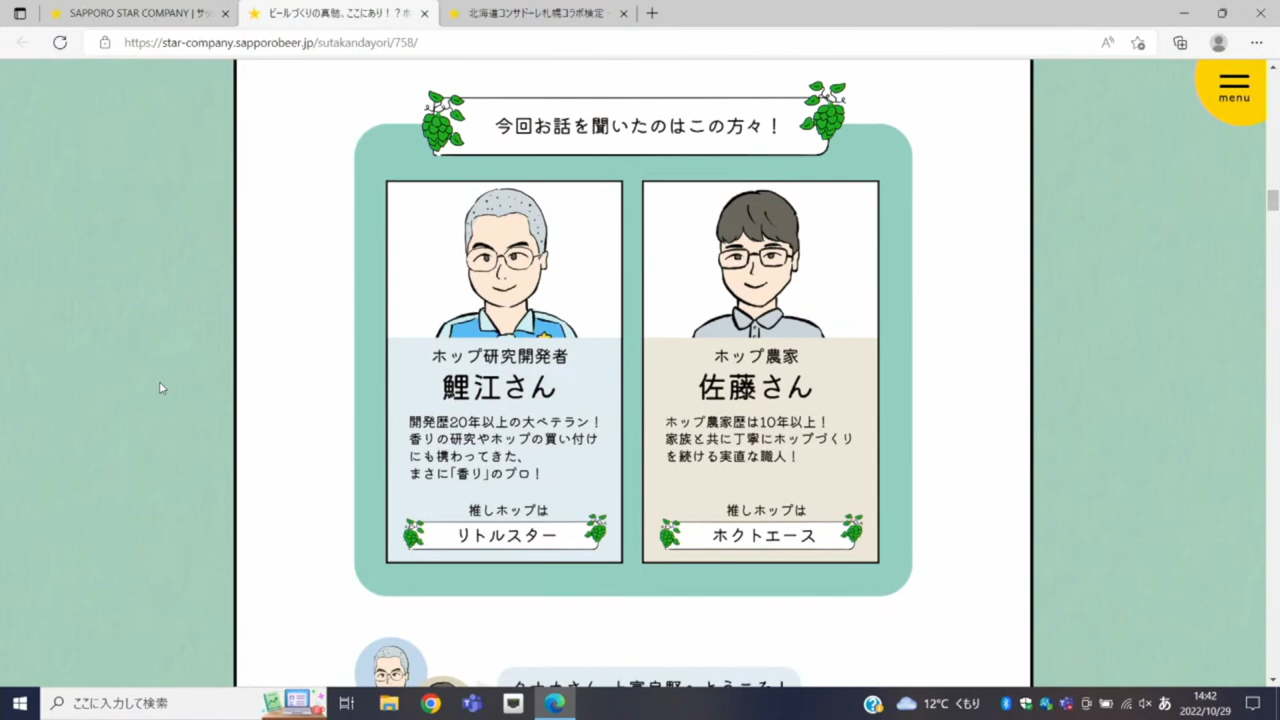 SAPPORO STAR COMPANY | サッ
ビールづくりの真髄、ここにあり！？ホ
北海道コンサドーレ札幌コラボ検定 -
https://star-company.sapporobeer.jp/sutakandayori/758/
menu
今回お話を聞いたのはこの方々！
ホップ研究開発者
鯉江さん
開発歴20年以上の大ベテラン！
香りの研究やホップの買い付け
にも携わってきた、
まさに「香り」のプロ！
推しホップは
リトルスター
ホップ農家
佐藤さん
ホップ農家歴は10年以上！
家族と共に丁寧にホップづくり
を続ける実直な職人！
推しホップは
ホクトエース
ここに入力して検索
12°C くもり
あ
14:42
2022/10/29